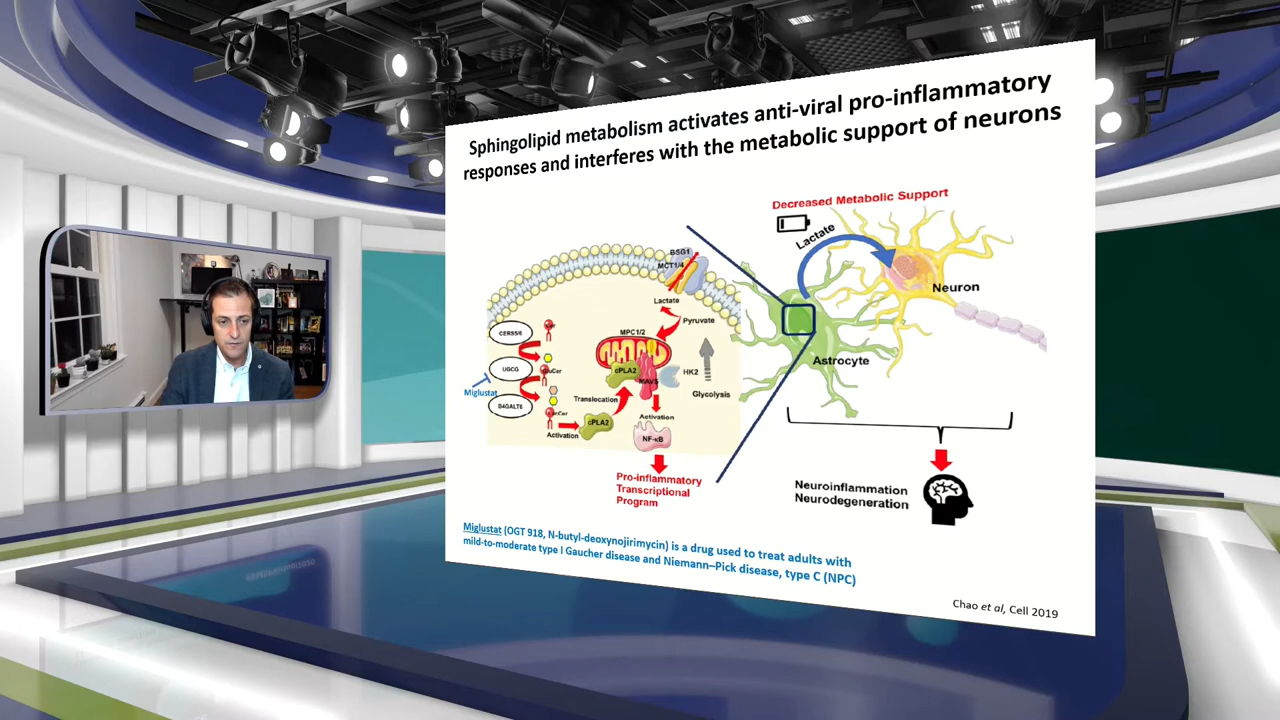 Sphingolipid metabolism activates anti-viral pro-inflammatory
responses and interferes with the metabolic support of neurons
Decreased Metabolic Support
Lactate
Neuron
Astrocyte
BSG1
MCT1/4
Lactate
Pyruvate
MPC1/2
CERS5/6
UGCG
Miglustat
B4GALT6
cPLA2
MAVS
HK2
Glycolysis
Translocation
cPLA2
Activation
Activation
NF-κB
Pro-inflammatory
Transcriptional
Program
Neuroinflammation
Neurodegeneration
Miglustat (OGT 918, N-butyl-deoxynojirimycin) is a drug used to treat adults with
mild-to-moderate type I Gaucher disease and Niemann–Pick disease, type C (NPC)
Chao et al, Cell 2019